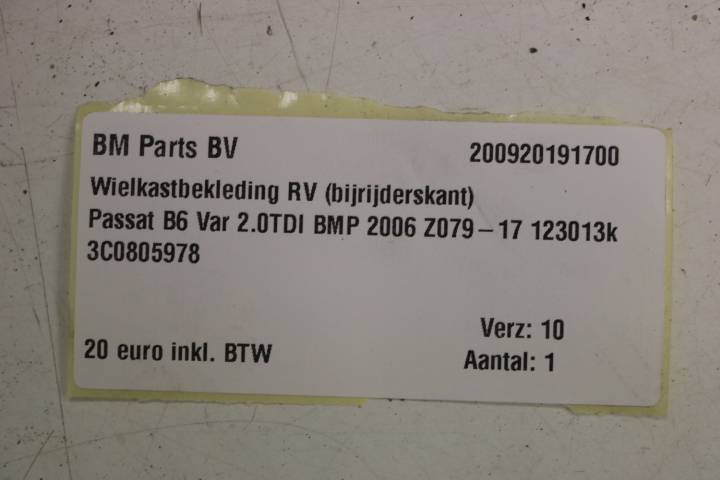 BM Parts BV 200920191700
Wielkastbekleding RV (bijrijderskant)
Passat B6 Var 2.0TDI BMP 2006 Z079-17 123013k
3C0805978
Verz: 10
20 euro inkl. BTW Aantal: 1